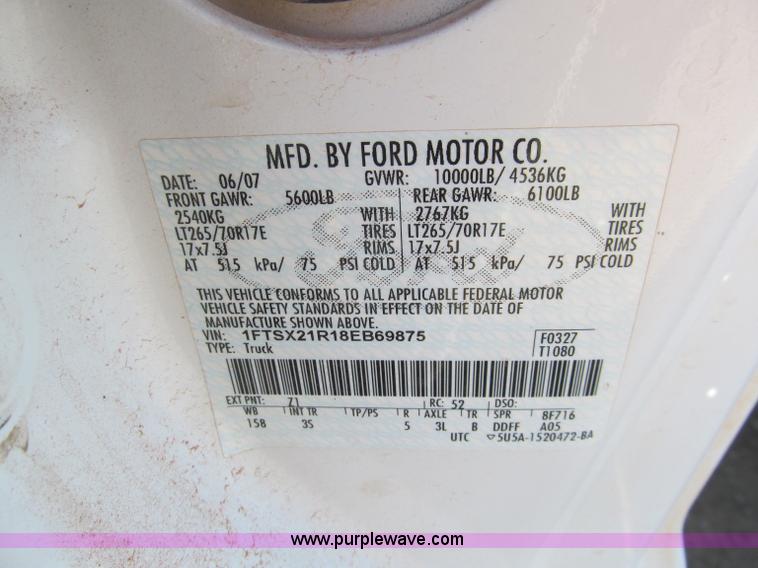 MFD. BY FORD MOTOR CO.
DATE: 06/07 GVWR: 10000LB/ 4536KG
FRONT GAWR: 5600LB REAR GAWR: 6100LB
2540KG WITH 2767KG WITH
LT265/70R17E TIRES LT265/70R17E TIRES
17x7.5J RIMS 17x7.5J RIMS
AT 515 kPa/ 75 PSI COLD AT 515 kPa/ 75 PSI COLD
THIS VEHICLE CONFORMS TO ALL APPLICABLE FEDERAL MOTOR
VEHICLE SAFETY STANDARDS IN EFFECT ON THE DATE OF
MANUFACTURE SHOWN ABOVE.
VIN: 1FTSX21R18EB69875 F0327
TYPE: Truck T1080
EXT PNT: Z1 RC: 52 DSO:
WB INT TR TP/PS R AXLE TR SPR 8F716
158 3S 5 3L B DDFF A05
UTC ▽5U5A-1520472-BA
www.purplewave.com